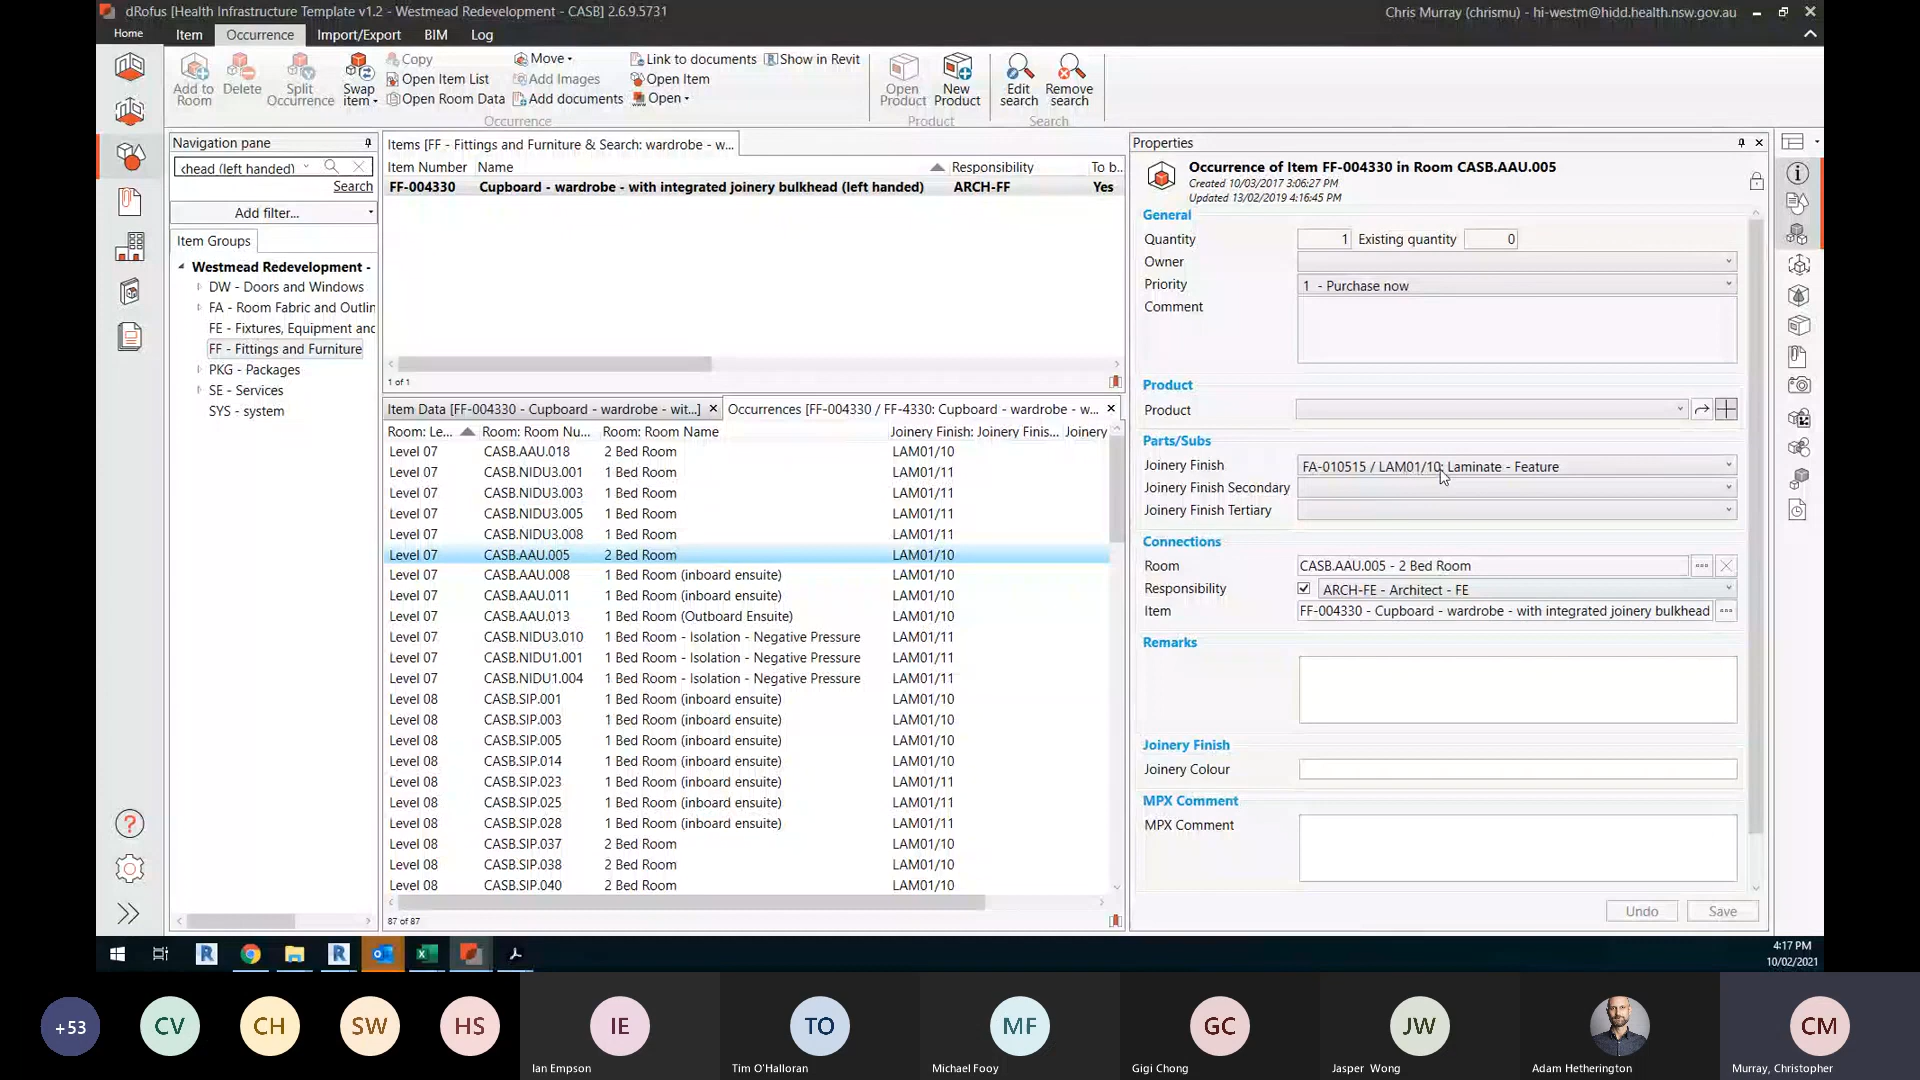 dRofus [Health Infrastructure Template v1.2 - Westmead Redevelopment - CASB] 2.6.9.5731
Chris Murray (chrismu) - hi-westm@hidd.health.nsw.gov.au
Home Item Occurrence Import/Export BIM Log
Add to Room
Delete
Split Occurrence
Swap item
Copy
Open Item List
Open Room Data
Move
Add Images
Add documents
Link to documents
Open Item
Open
Show in Revit
Occurrence
Open Product
New Product
Product
Edit search
Remove search
Search
Navigation pane
:head (left handed)
Search
Add filter...
Item Groups
Westmead Redevelopment -
DW - Doors and Windows
FA - Room Fabric and Outlin
FE - Fixtures, Equipment and
FF - Fittings and Furniture
PKG - Packages
SE - Services
SYS - system
Items [FF - Fittings and Furniture & Search: wardrobe - w...
Item Number Name Responsibility To b..
FF-004330 Cupboard - wardrobe - with integrated joinery bulkhead (left handed) ARCH-FF Yes
1 of 1
Item Data [FF-004330 - Cupboard - wardrobe - wit...]
Occurrences [FF-004330 / FF-4330: Cupboard - wardrobe - w...
Room: Le... Room: Room Nu... Room: Room Name Joinery Finish: Joinery Finis... Joinery
Level 07 CASB.AAU.018 2 Bed Room LAM01/10
Level 07 CASB.NIDU3.001 1 Bed Room LAM01/11
Level 07 CASB.NIDU3.003 1 Bed Room LAM01/11
Level 07 CASB.NIDU3.005 1 Bed Room LAM01/11
Level 07 CASB.NIDU3.008 1 Bed Room LAM01/11
Level 07 CASB.AAU.005 2 Bed Room LAM01/10
Level 07 CASB.AAU.008 1 Bed Room (inboard ensuite) LAM01/10
Level 07 CASB.AAU.011 1 Bed Room (inboard ensuite) LAM01/10
Level 07 CASB.AAU.013 1 Bed Room (Outboard Ensuite) LAM01/10
Level 07 CASB.NIDU3.010 1 Bed Room - Isolation - Negative Pressure LAM01/11
Level 07 CASB.NIDU1.001 1 Bed Room - Isolation - Negative Pressure LAM01/11
Level 07 CASB.NIDU1.004 1 Bed Room - Isolation - Negative Pressure LAM01/11
Level 08 CASB.SIP.001 1 Bed Room (inboard ensuite) LAM01/10
Level 08 CASB.SIP.003 1 Bed Room (inboard ensuite) LAM01/10
Level 08 CASB.SIP.005 1 Bed Room (inboard ensuite) LAM01/10
Level 08 CASB.SIP.014 1 Bed Room (inboard ensuite) LAM01/10
Level 08 CASB.SIP.023 1 Bed Room (inboard ensuite) LAM01/11
Level 08 CASB.SIP.025 1 Bed Room (inboard ensuite) LAM01/11
Level 08 CASB.SIP.028 1 Bed Room (inboard ensuite) LAM01/11
Level 08 CASB.SIP.037 2 Bed Room LAM01/10
Level 08 CASB.SIP.038 2 Bed Room LAM01/10
Level 08 CASB.SIP.040 2 Bed Room LAM01/10
87 of 87
Properties
Occurrence of Item FF-004330 in Room CASB.AAU.005
Created 10/03/2017 3:06:27 PM
Updated 13/02/2019 4:16:45 PM
General
Quantity 1 Existing quantity 0
Owner
Priority 1 - Purchase now
Comment
Product
Product
Parts/Subs
Joinery Finish FA-010515 / LAM01/10: Laminate - Feature
Joinery Finish Secondary
Joinery Finish Tertiary
Connections
Room CASB.AAU.005 - 2 Bed Room
Responsibility ARCH-FE - Architect - FE
Item FF-004330 - Cupboard - wardrobe - with integrated joinery bulkhead
Remarks
Joinery Finish
Joinery Colour
MPX Comment
MPX Comment
Undo Save
4:17 PM
10/02/2021
+53 CV CH SW HS IE TO MF GC JW CM
Ian Empson Tim O'Halloran Michael Fooy Gigi Chong Jasper Wong Adam Hetherington Murray, Christopher